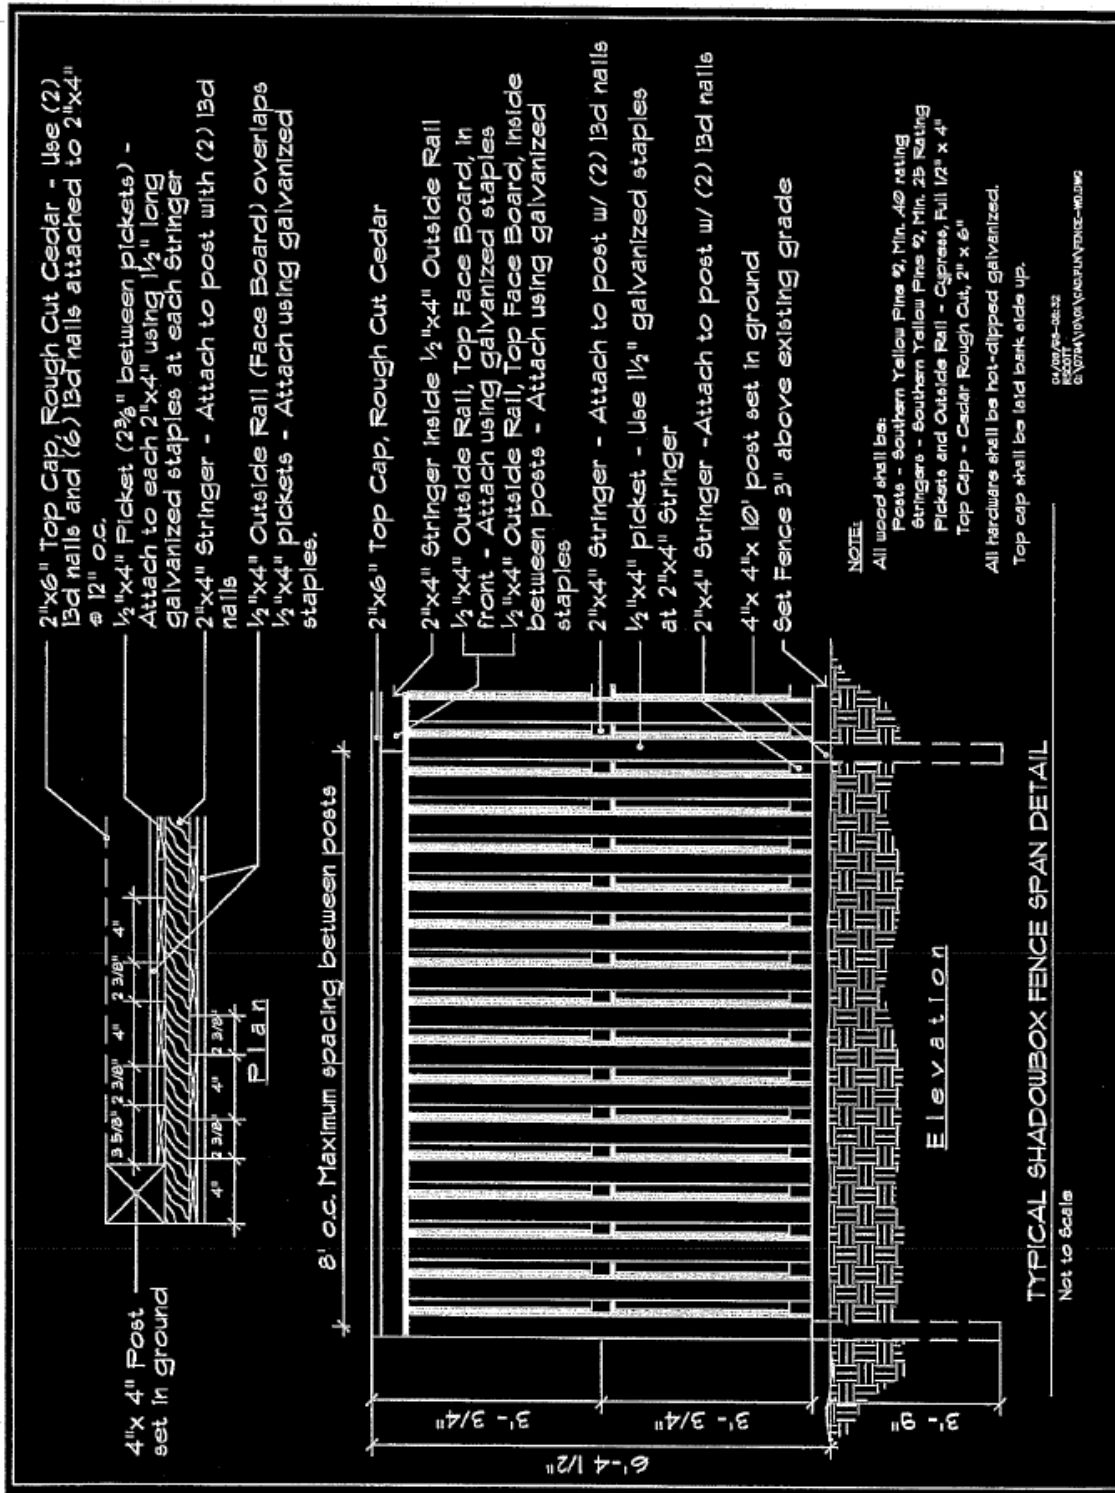 2"x6" Top Cap, Rough Cut Cedar - Use (2)
13d nails and (6) 13d nails attached to 2"x4"
@ 12" o.c.
½"x4" Picket (2⅜" between pickets) -
Attach to each 2"x4" using 1½" long
galvanized staples at each Stringer
2"x4" Stringer - Attach to post with (2) 13d
nails
½"x4" Outside Rail (Face Board) overlaps
½"x4" pickets - Attach using galvanized
staples.
4"x 4" Post
set in ground
3 5/8" 2 3/8" 4" 2 3/8" 4"
4" 2 3/8" 4" 2 3/8"
Plan
8' o.c. Maximum spacing between posts
2"x6" Top Cap, Rough Cut Cedar
2"x4" Stringer inside ½"x4" Outside Rail
½"x4" Outside Rail, Top Face Board, in
front - Attach using galvanized staples
½"x4" Outside Rail, Top Face Board, inside
between posts - Attach using galvanized
staples
2"x4" Stringer - Attach to post w/ (2) 13d nails
½"x4" picket - Use 1½" galvanized staples
at 2"x4" Stringer
2"x4" Stringer -Attach to post w/ (2) 13d nails
4"x 4"x 10' post set in ground
Set Fence 3" above existing grade
3'- 3/4"
3'- 3/4"
6'-4 1/2"
3'- 9"
Elevation
NOTE:
All wood shall be:
Posts - Southern Yellow Pine #2, Min. .40 rating
Stringers - Southern Yellow Pine #2, Min. .25 Rating
Pickets and Outside Rail - Cypress, Full 1/2" x 4"
Top Cap - Cedar Rough Cut, 2" x 6"
All hardware shall be hot-dipped galvanized.
Top cap shall be laid bark side up.
TYPICAL SHADOWBOX FENCE SPAN DETAIL
Not to Scale